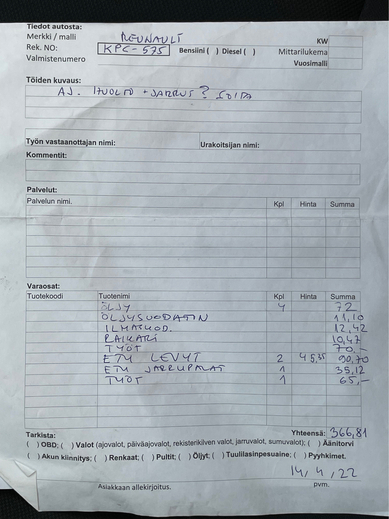 Tiedot autosta:
Merkki / malli REUNAULT KW
Rek. NO: KPC-575 Bensiini ( ) Diesel ( ) Mittarilukema
Valmistenumero Vuosimalli
Töiden kuvaus:
AJ. HUOLTO + JARRUT? SOITA
Työn vastaanottajan nimi: Urakoitsijan nimi:
Kommentit:
Palvelut:
Palvelun nimi. Kpl Hinta Summa
Varaosat:
Tuotekoodi Tuotenimi Kpl Hinta Summa
ÖLJY 4 72
ÖLJYSUODATIN 11,10
ILMASUOD. 12,42
RAIKARI 10,47
TYÖT 70,-
ETU LEVYT 2 45,35 90,70
ETU JARRUPALAT 1 35,12
TYÖT 1 65,-
Yhteensä: 366,81
Tarkista:
( ) OBD; ( ) Valot (ajovalot, päiväajovalot, rekisterikilven valot, jarruvalot, sumuvalot); ( ) Äänitorvi
( ) Akun kiinnitys; ( ) Renkaat; ( ) Pultit; ( ) Öljyt; ( ) Tuulilasinpesuaine; ( ) Pyyhkimet.
14, 4, 22
Asiakkaan allekirjoitus. pvm.